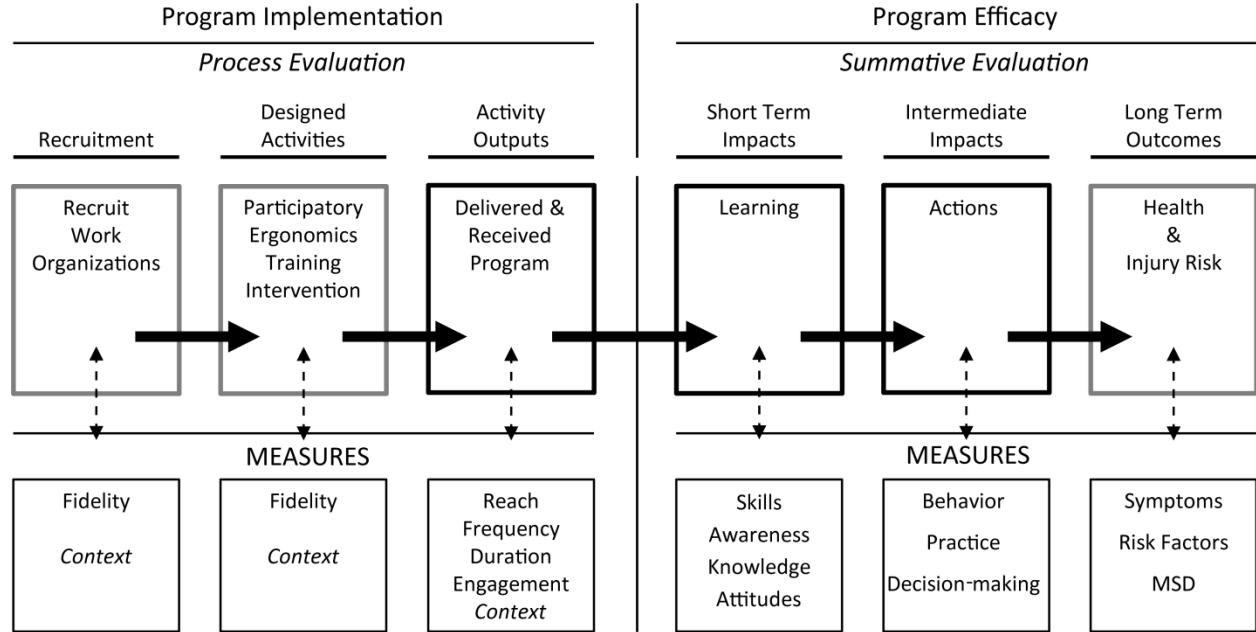 Program Implementation
Program Efficacy
Process Evaluation
Summative Evaluation
Recruitment
Designed
Activities
Activity
Outputs
Short Term
Impacts
Intermediate
Impacts
Long Term
Outcomes
Recruit
Work
Organizations
Participatory
Ergonomics
Training
Intervention
Delivered &
Received
Program
Learning
Actions
Health
&
Injury Risk
MEASURES
MEASURES
Fidelity
Context
Fidelity
Context
Reach
Frequency
Duration
Engagement
Context
Skills
Awareness
Knowledge
Attitudes
Behavior
Practice
Decision-making
Symptoms
Risk Factors
MSD